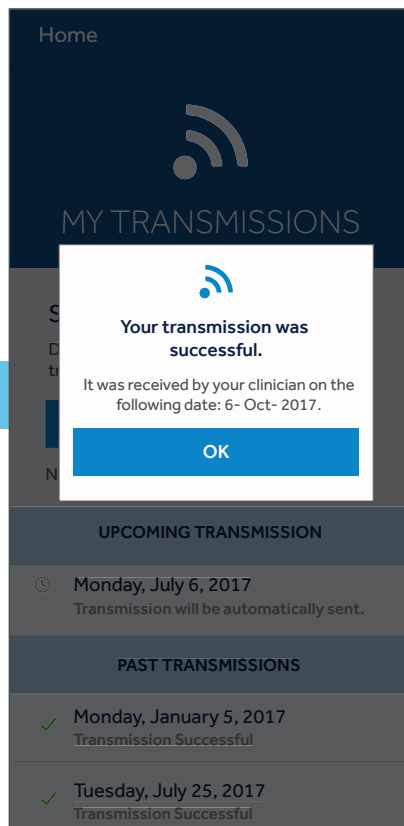 Home
MY TRANSMISSIONS
S
D
tr
Your transmission was
successful.
It was received by your clinician on the
following date: 6- Oct- 2017.
OK
N
UPCOMING TRANSMISSION
Monday, July 6, 2017
Transmission will be automatically sent.
PAST TRANSMISSIONS
Monday, January 5, 2017
Transmission Successful
Tuesday, July 25, 2017
Transmission Successful